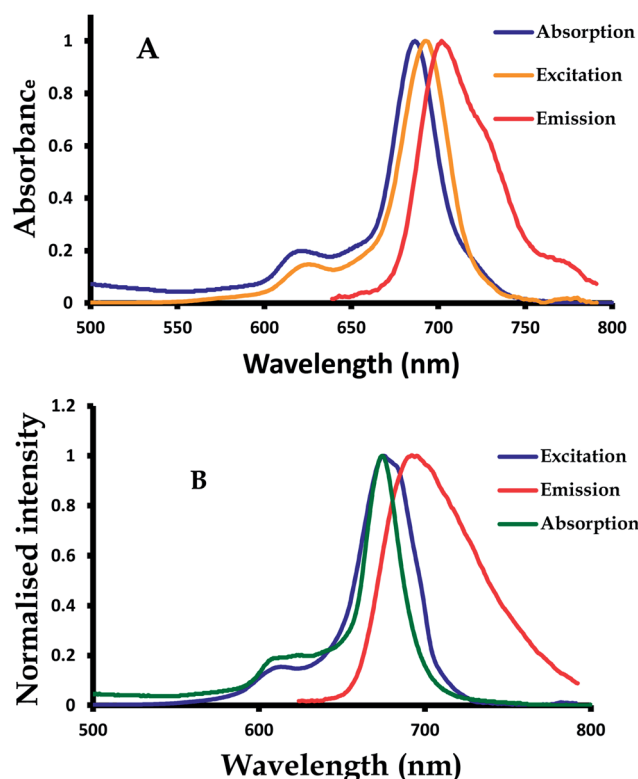 A
Absorption
Excitation
Emission
Absorbance
1
0.8
0.6
0.4
0.2
0
500
550
600
650
700
750
800
Wavelength (nm)
1.2
1
0.8
0.6
0.4
0.2
0
B
Excitation
Emission
Absorption
Normalised intensity
500
600
700
800
Wavelength (nm)